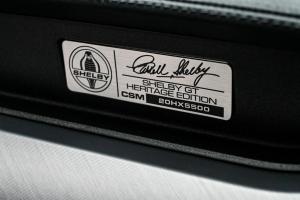 SHELBY
Carroll Shelby
SHELBY GT
HERITAGE EDITION
CSM 20HX5500